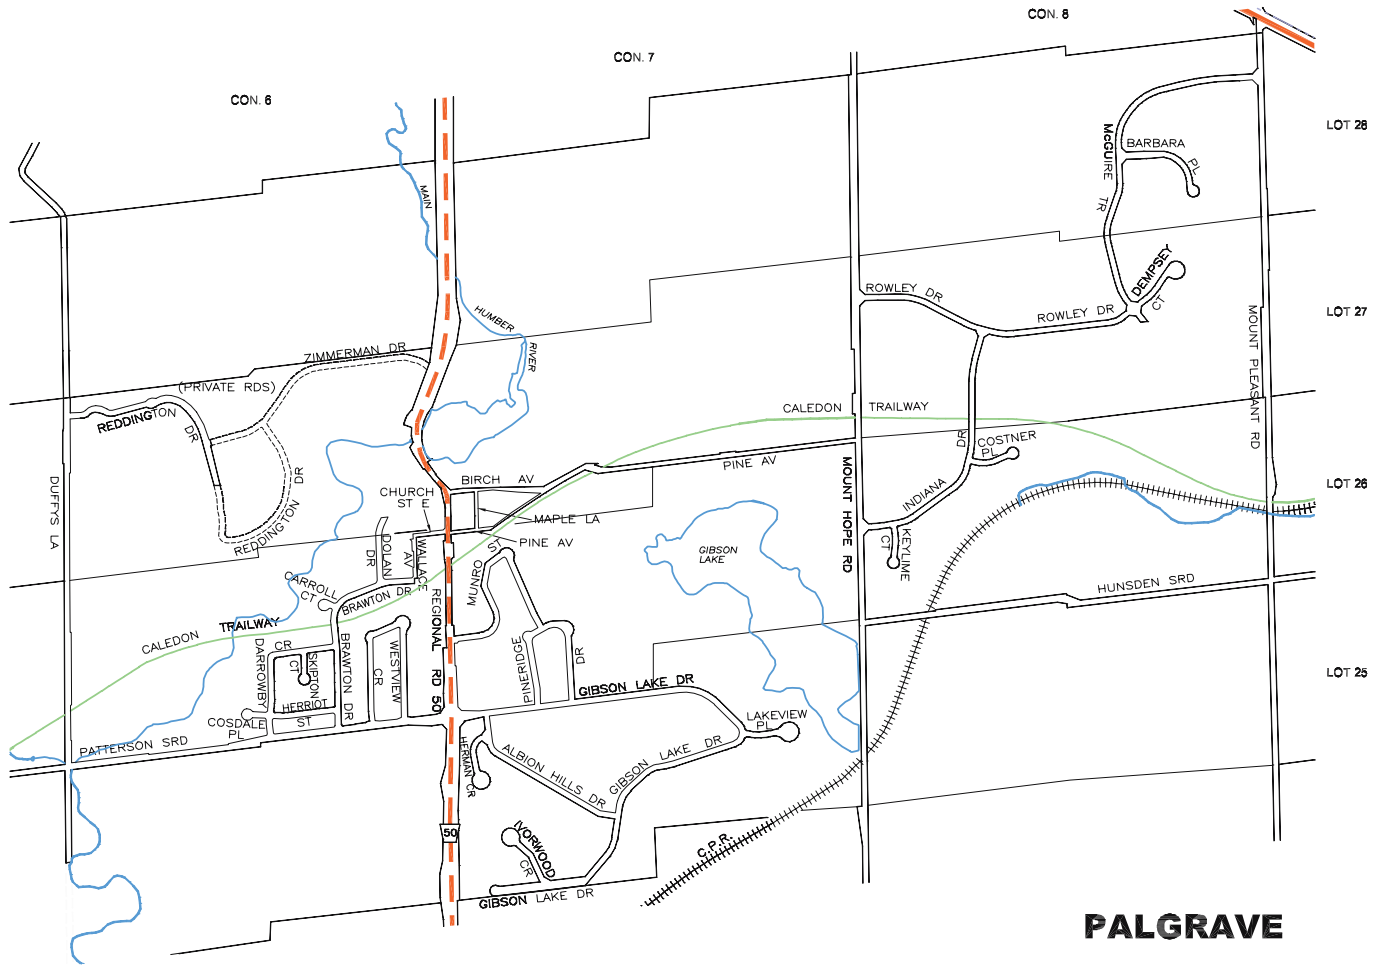 CON. 8
CON. 7
CON. 6
LOT 28
McGUIRE
TR
BARBARA
PL
MAIN
DEMPSEY
CT
ROWLEY DR
ROWLEY DR
LOT 27
HUMBER
RIVER
MOUNT PLEASANT RD
ZIMMERMAN DR
(PRIVATE RDS)
REDDINGTON
DR
CALEDON TRAILWAY
COSTNER
PL
INDIANA
DR
PINE AV
MOUNT HOPE RD
REDDINGTON
DR
DUFFYS LA
BIRCH AV
CHURCH
ST E
MAPLE LA
PINE AV
LOT 26
KEYLIME
CT
GIBSON
LAKE
DOLAN
DR
WALLACE
AV
MUNRO
ST
HUNSDEN SRD
CARROLL
CT
BRAWTON DR
REGIONAL RD 50
CALEDON TRAILWAY
DARROWBY
CR
SKIPTON
CT
BRAWTON DR
WESTVIEW
CR
PINERIDGE
DR
LOT 25
HERRIOT
ST
COSDALE
PL
GIBSON LAKE DR
LAKEVIEW
PL
PATTERSON SRD
HERMAN CR
ALBION HILLS DR
GIBSON LAKE DR
50
IVORWOOD
CR
C.P.R.
GIBSON LAKE DR
PALGRAVE